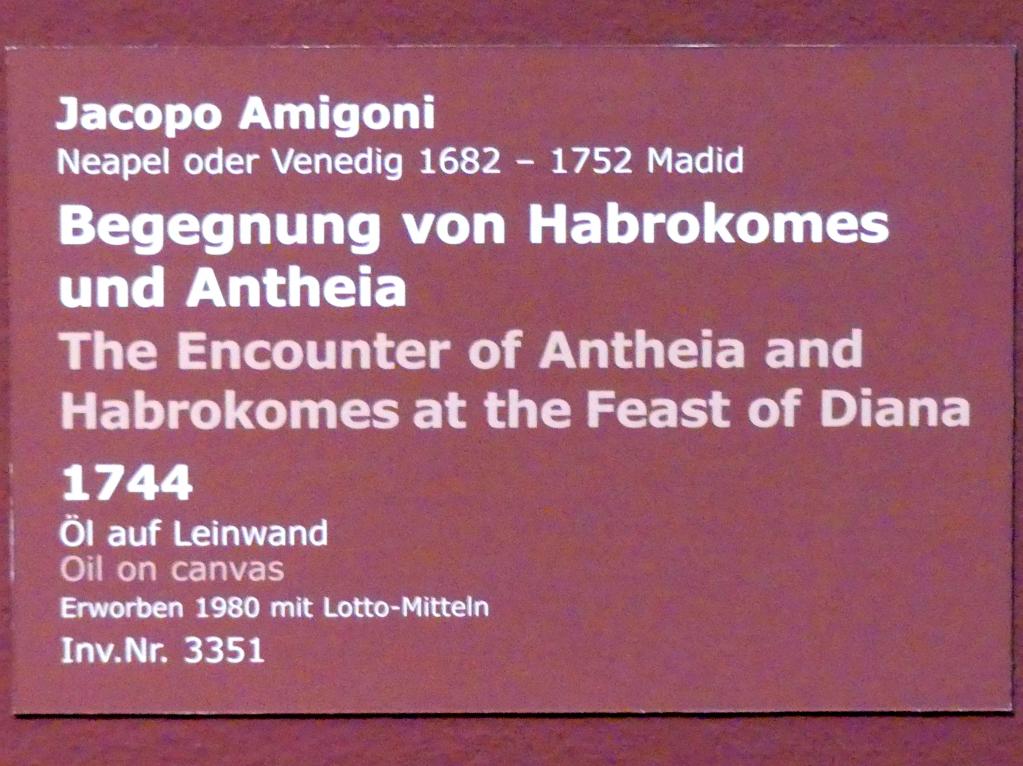 Jacopo Amigoni
Neapel oder Venedig 1682 – 1752 Madid
Begegnung von Habrokomes
und Antheia
The Encounter of Antheia and
Habrokomes at the Feast of Diana
1744
Öl auf Leinwand
Oil on canvas
Erworben 1980 mit Lotto-Mitteln
Inv.Nr. 3351